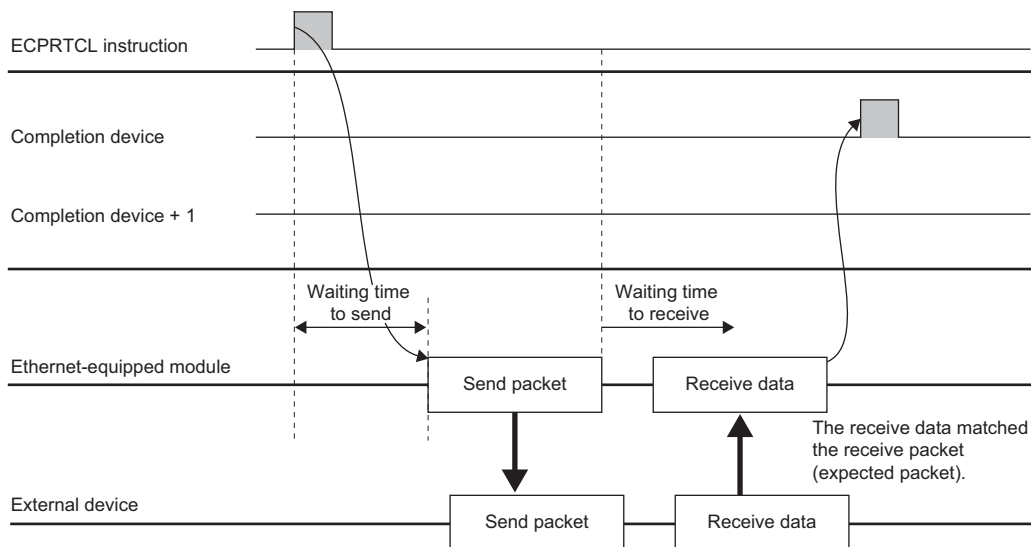 ECPRTCL instruction
Completion device
Completion device + 1
Waiting time
to send
Waiting time
to receive
Ethernet-equipped module
Send packet
Receive data
The receive data matched
the receive packet
(expected packet).
External device
Send packet
Receive data